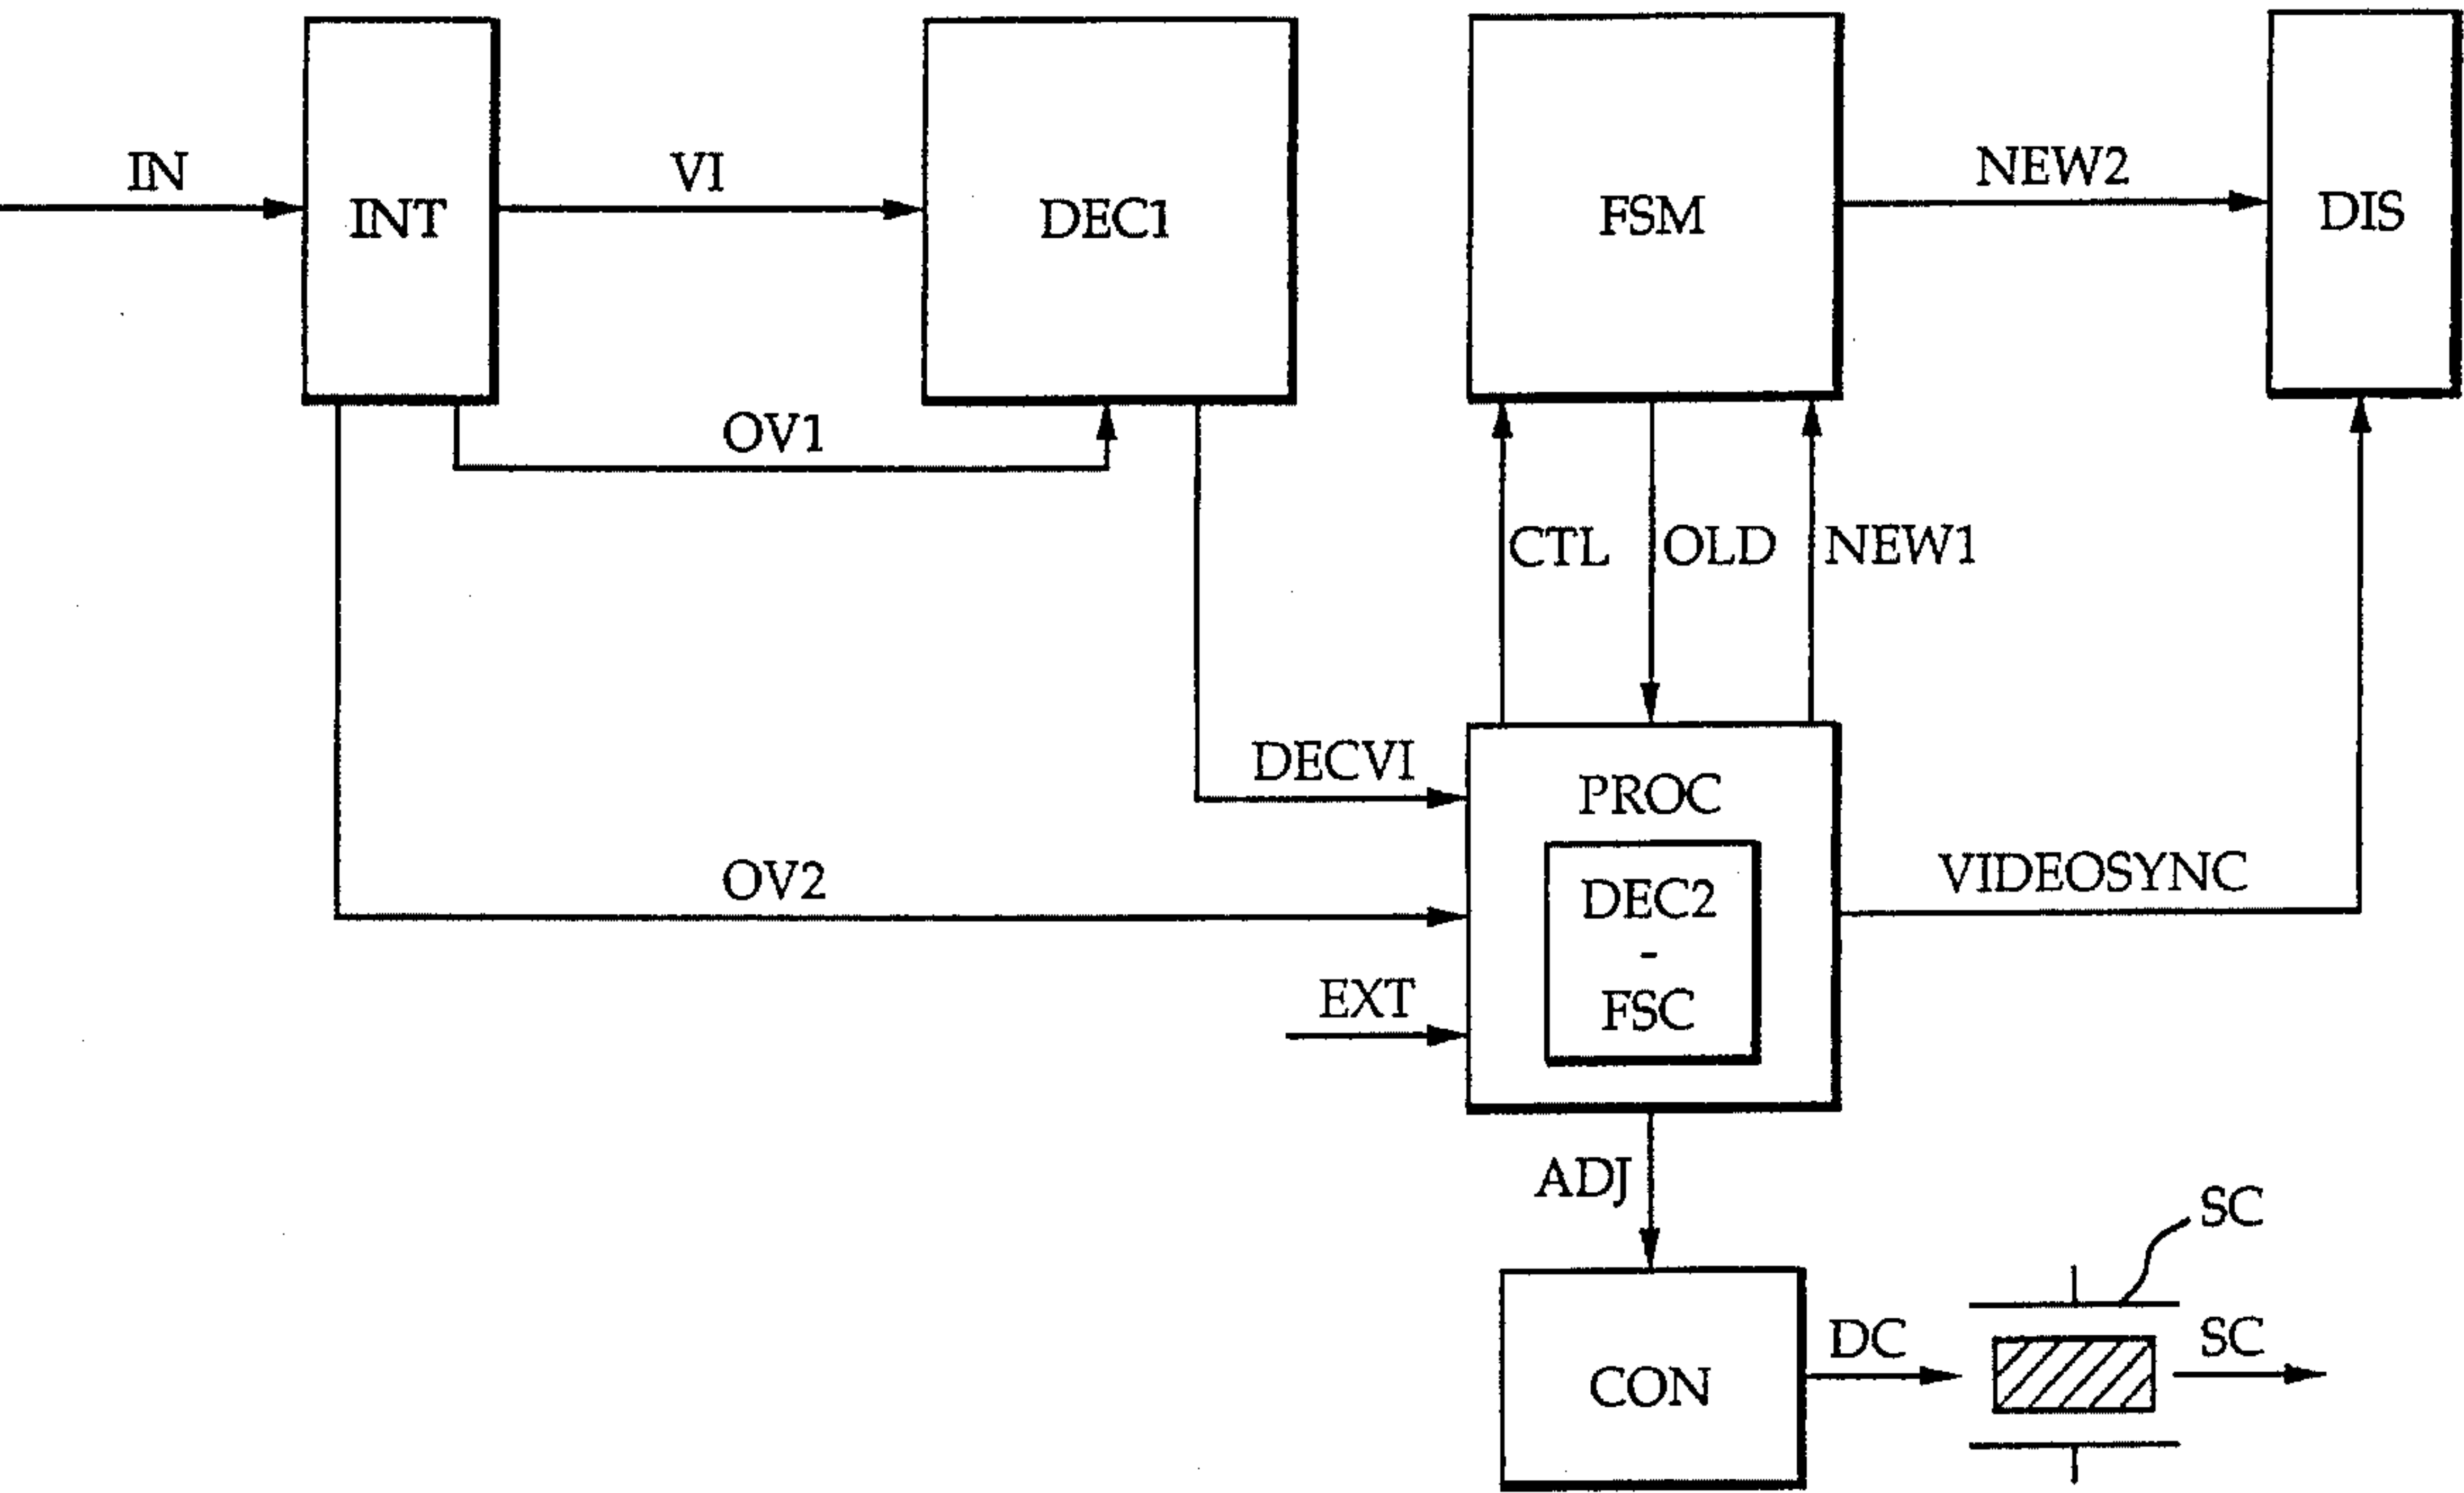 IN
INT
VI
DEC1
FSM
NEW2
DIS
OV1
CTL
OLD
NEW1
DECVI
PROC
OV2
DEC2
-
FSC
VIDEOSYNC
EXT
ADJ
SC
CON
DC
SC